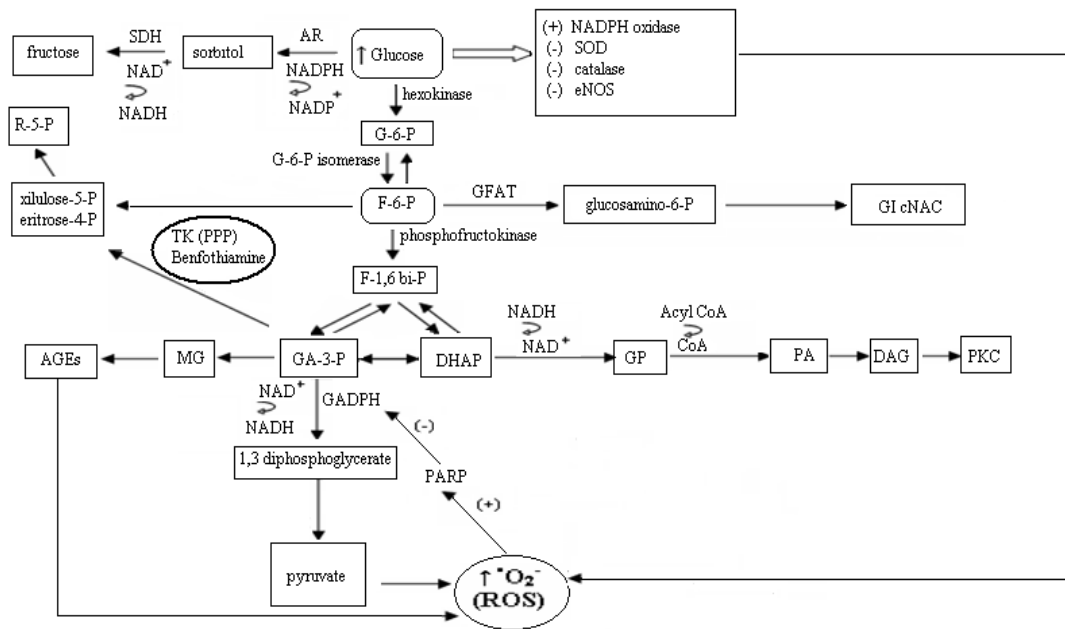 SDH
AR
fructose
sorbitol
↑ Glucose
(+) NADPH oxidase
(-) SOD
(-) catalase
(-) eNOS
NAD+
NADH
NADPH
NADP+
hexokinase
R-5-P
G-6-P
G-6-P isomerase
xilulose-5-P
eritrose-4-P
F-6-P
GFAT
glucosamino-6-P
GI cNAC
TK (PPP)
Benfothiamine
phosphofructokinase
F-1,6 bi-P
NADH
NAD+
Acyl CoA
CoA
AGEs
MG
GA-3-P
DHAP
GP
PA
DAG
PKC
NAD+
NADH
GADPH
(-)
1,3 diphosphoglycerate
PARP
(+)
pyruvate
↑ •O2-
(ROS)